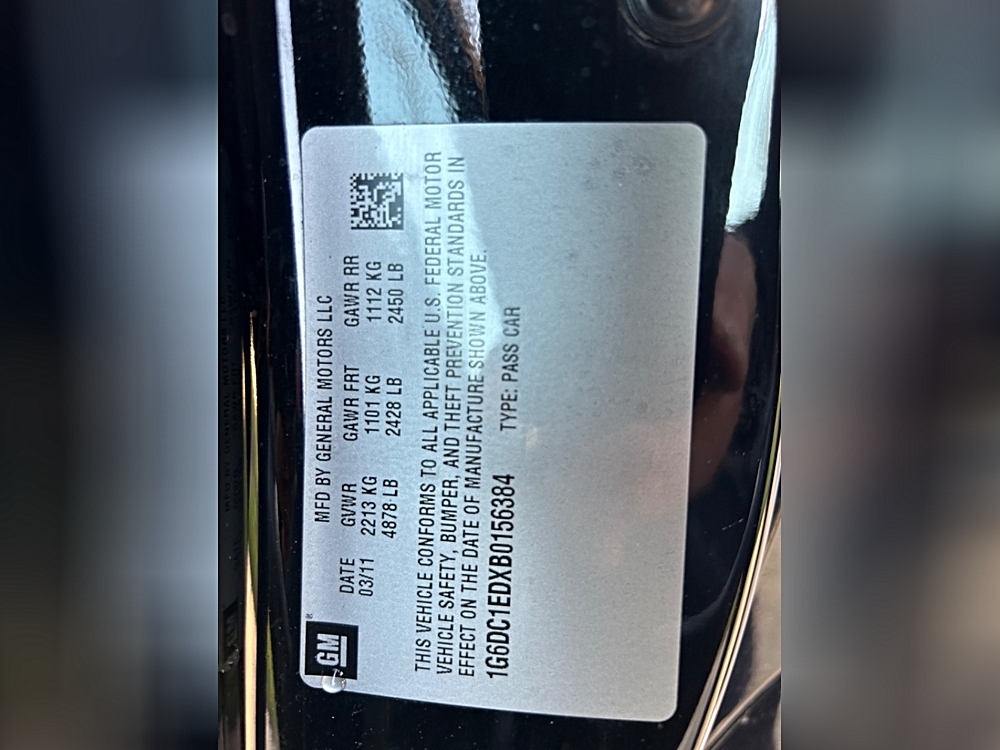 GM
MFD BY GENERAL MOTORS LLC
DATE GVWR GAWR FRT GAWR RR
03/11 2213 KG 1101 KG 1112 KG
4878 LB 2428 LB 2450 LB
THIS VEHICLE CONFORMS TO ALL APPLICABLE U.S. FEDERAL MOTOR
VEHICLE SAFETY, BUMPER, AND THEFT PREVENTION STANDARDS IN
EFFECT ON THE DATE OF MANUFACTURE SHOWN ABOVE.
1G6DC1EDXB0156384 TYPE: PASS CAR